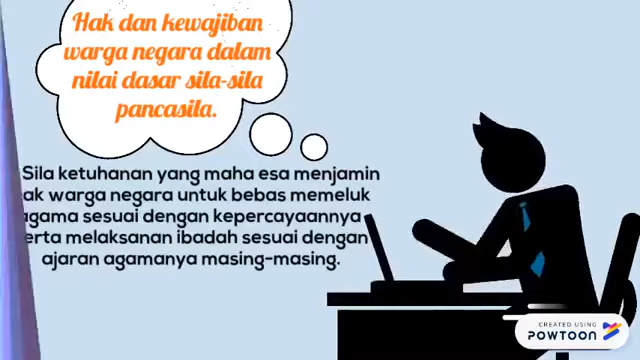 Hak dan kewajiban
warga negara dalam
nilai dasar sila-sila
pancasila.
Sila ketuhanan yang maha esa menjamin
ak warga negara untuk bebas memeluk
agama sesuai dengan kepercayaannya
erta melaksanan ibadah sesuai dengan
ajaran agamanya masing-masing.
CREATED USING
POWTOON